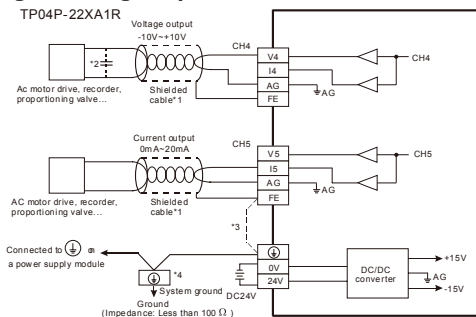 TP04P-22XA1R
Voltage output
-10V~+10V
CH4
*2
Ac motor drive, recorder,
proportioning valve...
Shielded
cable*1
V4
I4
AG
FE
CH4
AG
Current output
0mA~20mA
CH5
AC motor drive, recorder,
proportioning valve...
Shielded
cable*1
V5
I5
AG
FE
CH5
AG
*3
Connected to
a power supply module
*4
System ground
Ground
(Impedance: Less than 100 Ω )
DC24V
0V
24V
DC/DC
converter
+15V
AG
-15V